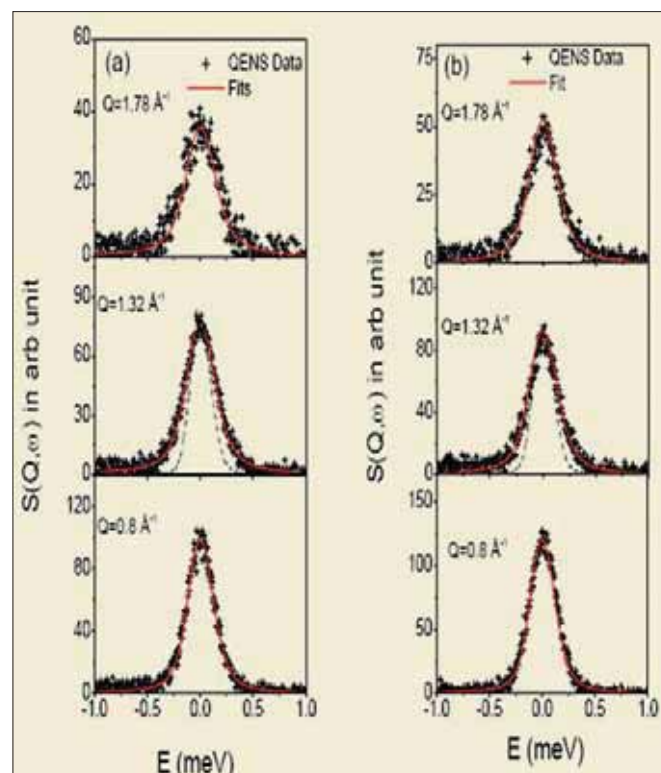 (a)
QENS Data
Fits
Q=1.78 Å⁻¹
60
40
20
0
Q=1.32 Å⁻¹
90
60
30
0
Q=0.8 Å⁻¹
120
80
40
0
-1.0 -0.5 0.0 0.5 1.0
S(Q,ω) in arb unit
E (meV)
(b)
QENS Data
Fit
Q=1.78 Å⁻¹
75
50
25
0
Q=1.32 Å⁻¹
120
80
40
0
Q=0.8 Å⁻¹
150
100
50
0
-1.0 -0.5 0.0 0.5 1.0
S(Q,ω) in arb unit
E (meV)